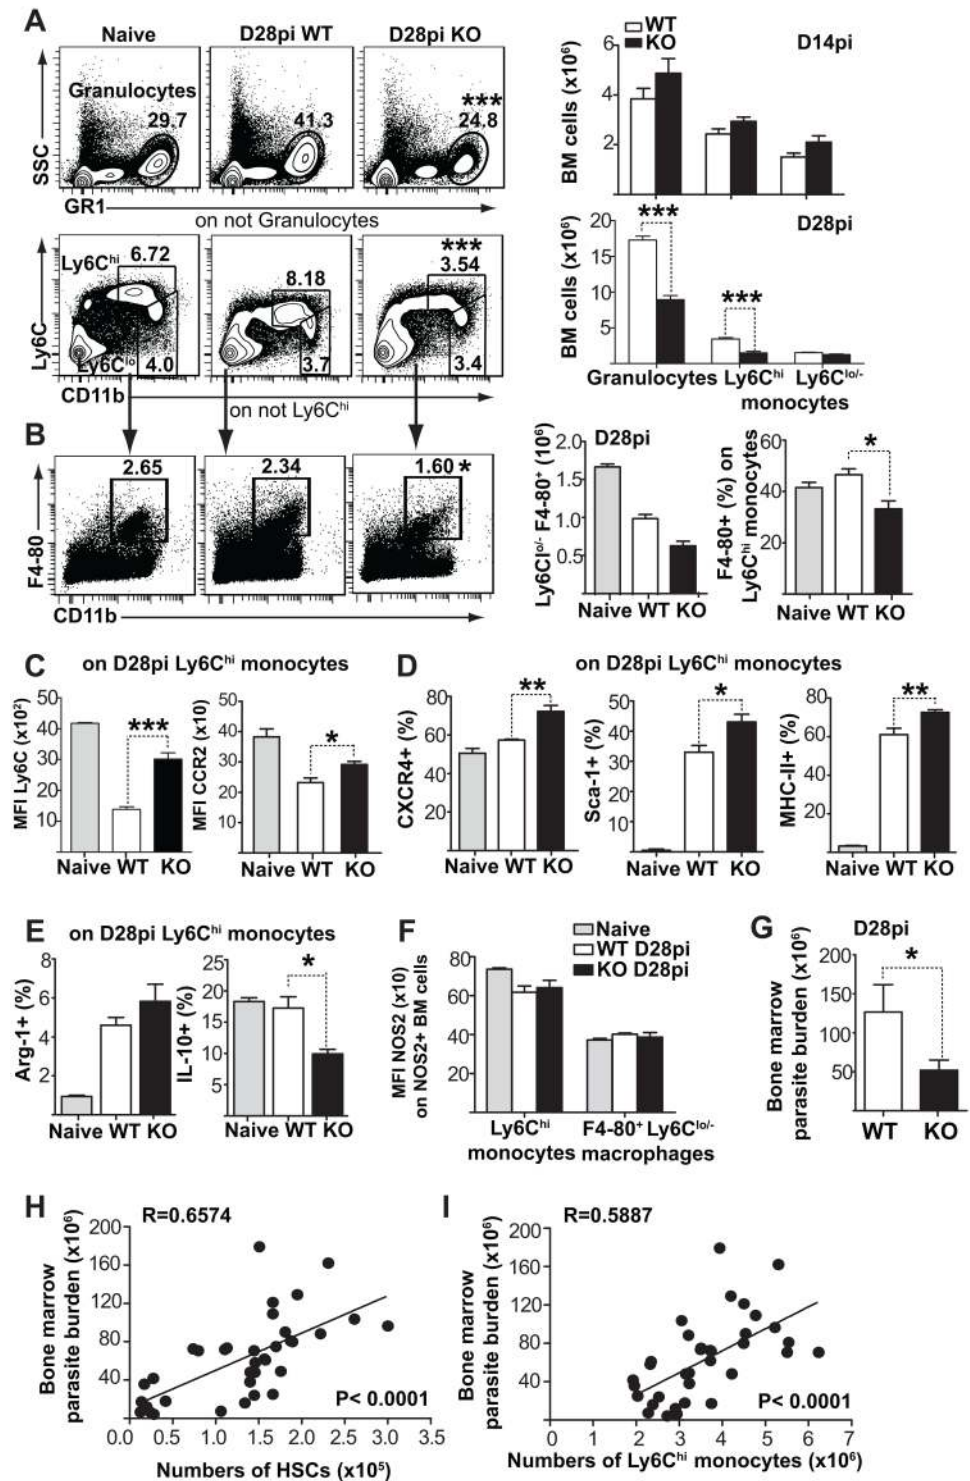 A
Naive
D28pi WT
D28pi KO
Granulocytes
29.7
41.3
***
24.8
SSC
GR1
on not Granulocytes
Ly6Chi
6.72
8.18
***
3.54
Ly6C
Ly6Clo
4.0
3.7
3.4
CD11b
on not Ly6Chi
WT
KO
D14pi
BM cells (x10⁶)
6
4
2
D28pi
BM cells (x10⁶)
20
15
10
5
***
***
Granulocytes Ly6Chi Ly6Clo/-
monocytes
B
2.65
2.34
1.60 *
F4-80
CD11b
D28pi
Ly6Clo/- F4-80⁺ (10⁶)
2.0
1.5
1.0
0.5
Naive WT KO
F4-80+ (%) on
Ly6Chi monocytes
60
40
20
*
Naive WT KO
C
on D28pi Ly6Chi monocytes
MFI Ly6C (x10²)
50
40
30
20
10
***
Naive WT KO
MFI CCR2 (x10)
50
40
30
20
10
*
Naive WT KO
D
on D28pi Ly6Chi monocytes
CXCR4+ (%)
80
60
40
20
**
Naive WT KO
Sca-1+ (%)
50
40
30
20
10
*
Naive WT KO
MHC-II+ (%)
80
60
40
20
**
Naive WT KO
E
on D28pi Ly6Chi monocytes
Arg-1+ (%)
8
6
4
2
Naive WT KO
IL-10+ (%)
25
20
15
10
5
*
Naive WT KO
F
Naive
WT D28pi
KO D28pi
MFI NOS2 (x10)
on NOS2+ BM cells
80
60
40
20
Ly6Chi
monocytes
F4-80⁺ Ly6Clo/-
macrophages
G
D28pi
Bone marrow
parasite burden (x10⁶)
200
150
100
50
*
WT KO
H
R=0.6574
Bone marrow
parasite burden (x10⁶)
200
160
120
80
40
P< 0.0001
0.0 0.5 1.0 1.5 2.0 2.5 3.0 3.5
Numbers of HSCs (x10⁵)
I
R=0.5887
Bone marrow
parasite burden (x10⁶)
200
160
120
80
40
P< 0.0001
0 1 2 3 4 5 6 7
Numbers of Ly6Chi monocytes (x10⁶)